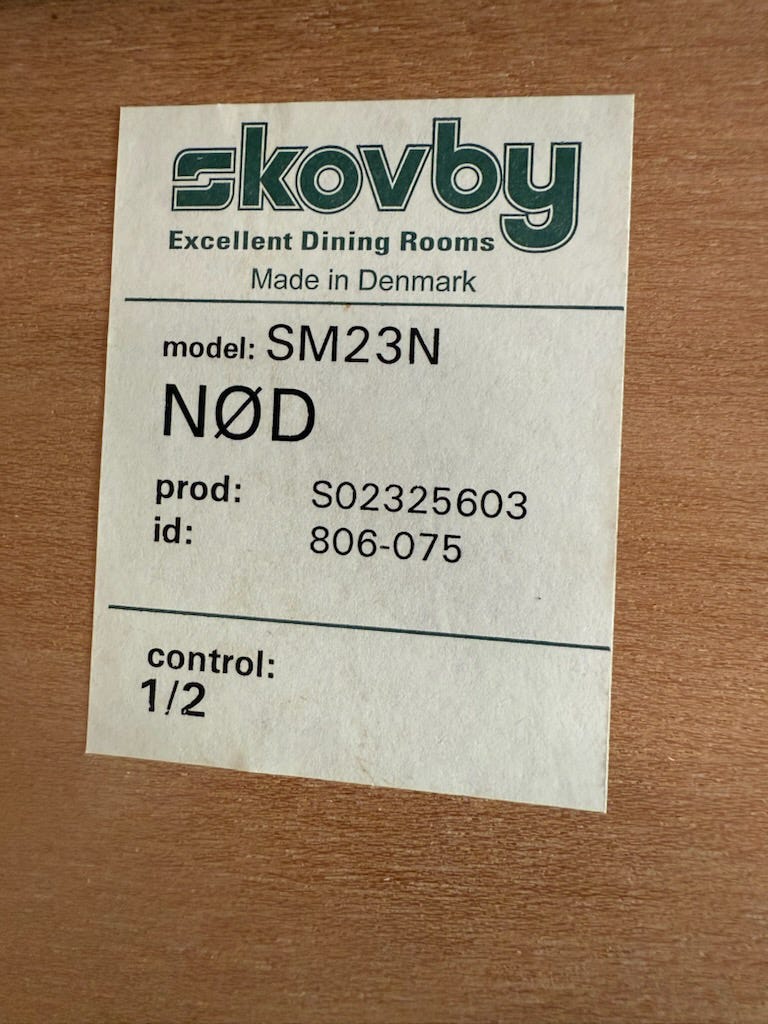 skovby
Excellent Dining Rooms
Made in Denmark
model: SM23N
NØD
prod: S02325603
id: 806-075
control:
1/2